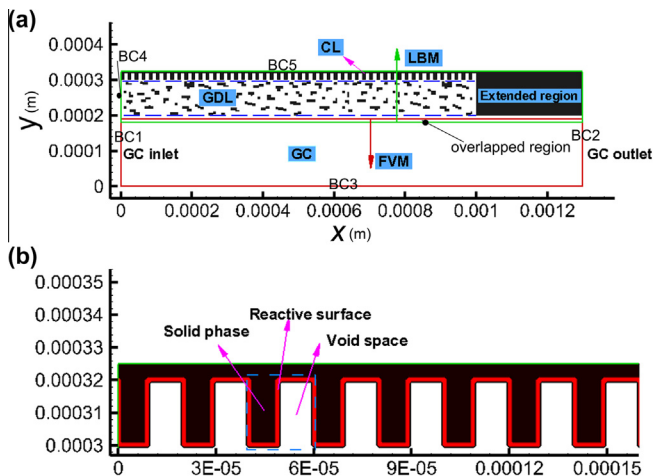 (a)
CL
LBM
BC4
BC5
0.0004
0.0003
0.0002
0.0001
0
y (m)
GDL
Extended region
BC1
BC2
GC inlet
GC
overlapped region
GC outlet
FVM
BC3
0 0.0002 0.0004 0.0006 0.0008 0.001 0.0012
X (m)
(b)
0.00035
0.00034
0.00033
0.00032
0.00031
0.0003
Reactive surface
Solid phase
Void space
0 3E-05 6E-05 9E-05 0.00012 0.00015